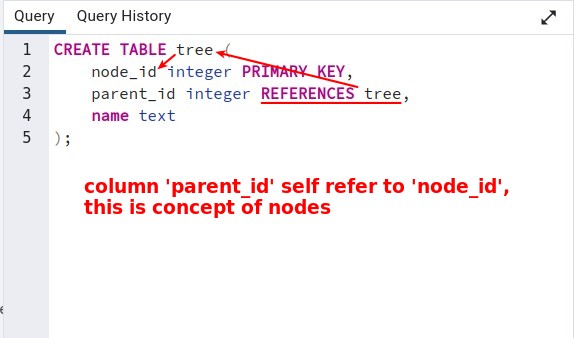 Query Query History
1 CREATE TABLE tree (
2 node_id integer PRIMARY KEY,
3 parent_id integer REFERENCES tree,
4 name text
5 );
column 'parent_id' self refer to 'node_id',
this is concept of nodes